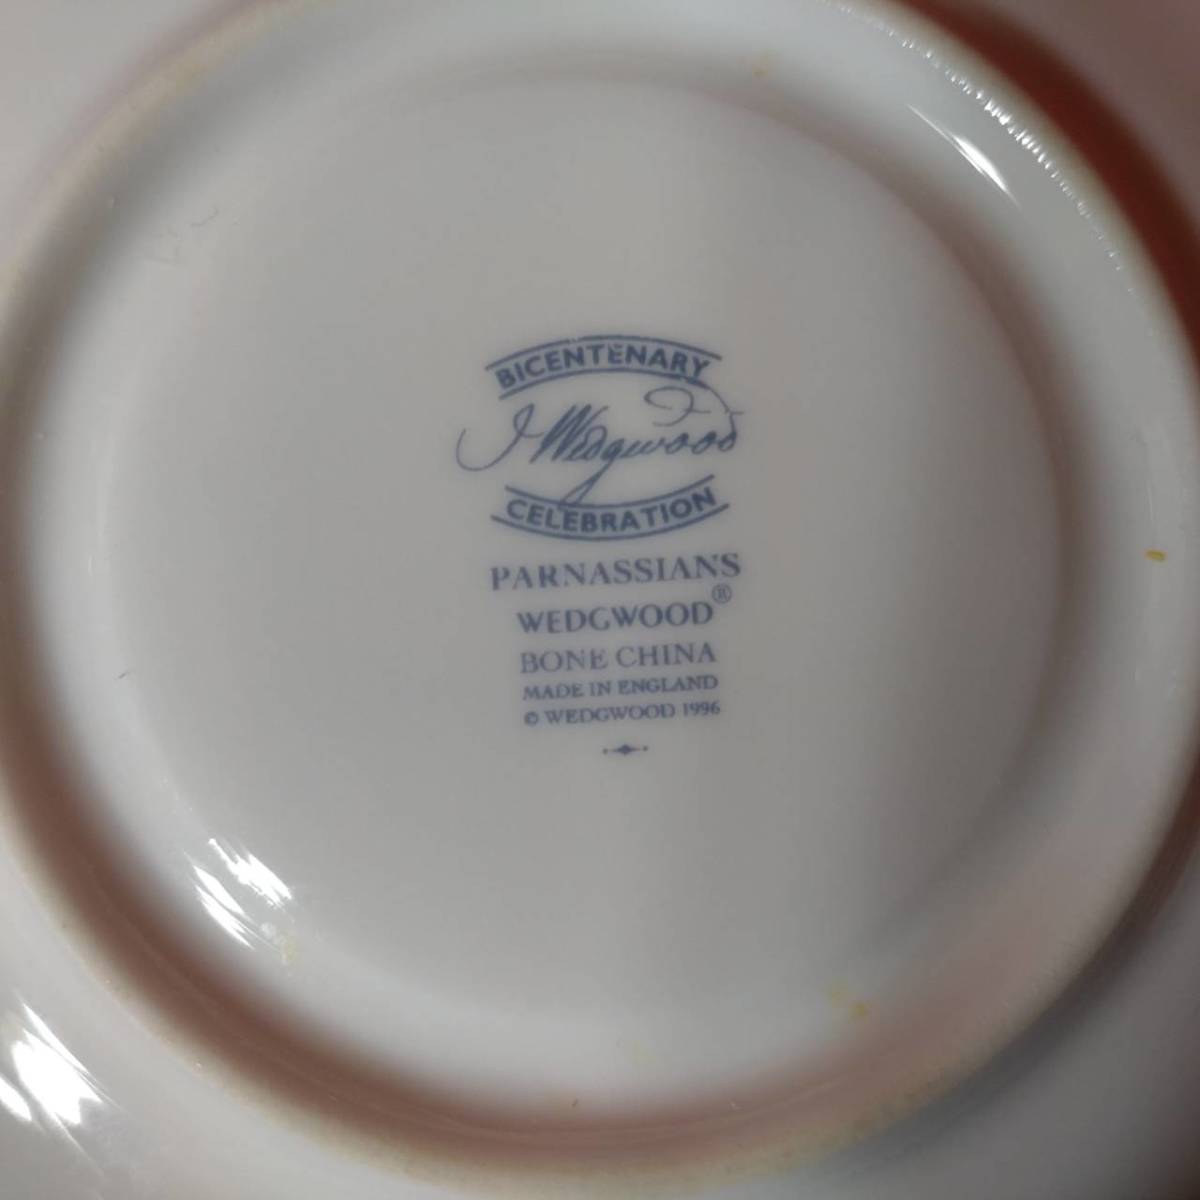 BICENTENARY
J Wedgwood
CELEBRATION
PARNASSIANS
WEDGWOOD®
BONE CHINA
MADE IN ENGLAND
© WEDGWOOD 1996